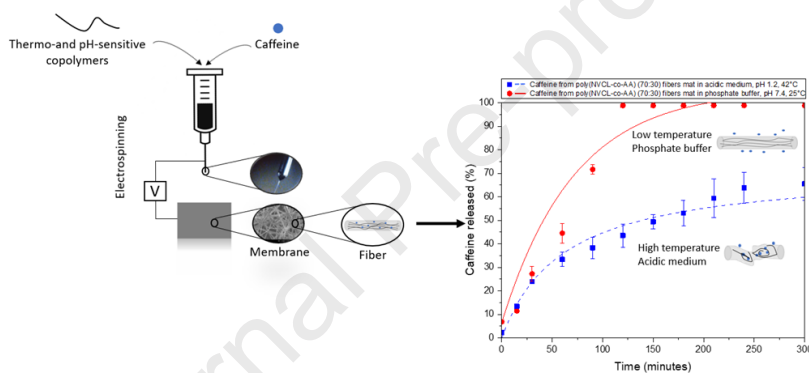 Thermo-and pH-sensitive
copolymers
Caffeine
Electrospinning
V
Membrane
Fiber
Caffeine from poly(NVCL-co-AA) (70:30) fibers mat in acidic medium, pH 1.2, 42°C
Caffeine from poly(NVCL-co-AA) (70:30) fibers mat in phosphate buffer, pH 7.4, 25°C
Caffeine released (%)
100
90
80
70
60
50
40
30
20
10
0
Low temperature
Phosphate buffer
High temperature
Acidic medium
0
50
100
150
200
250
300
Time (minutes)
rnal Pre-pro